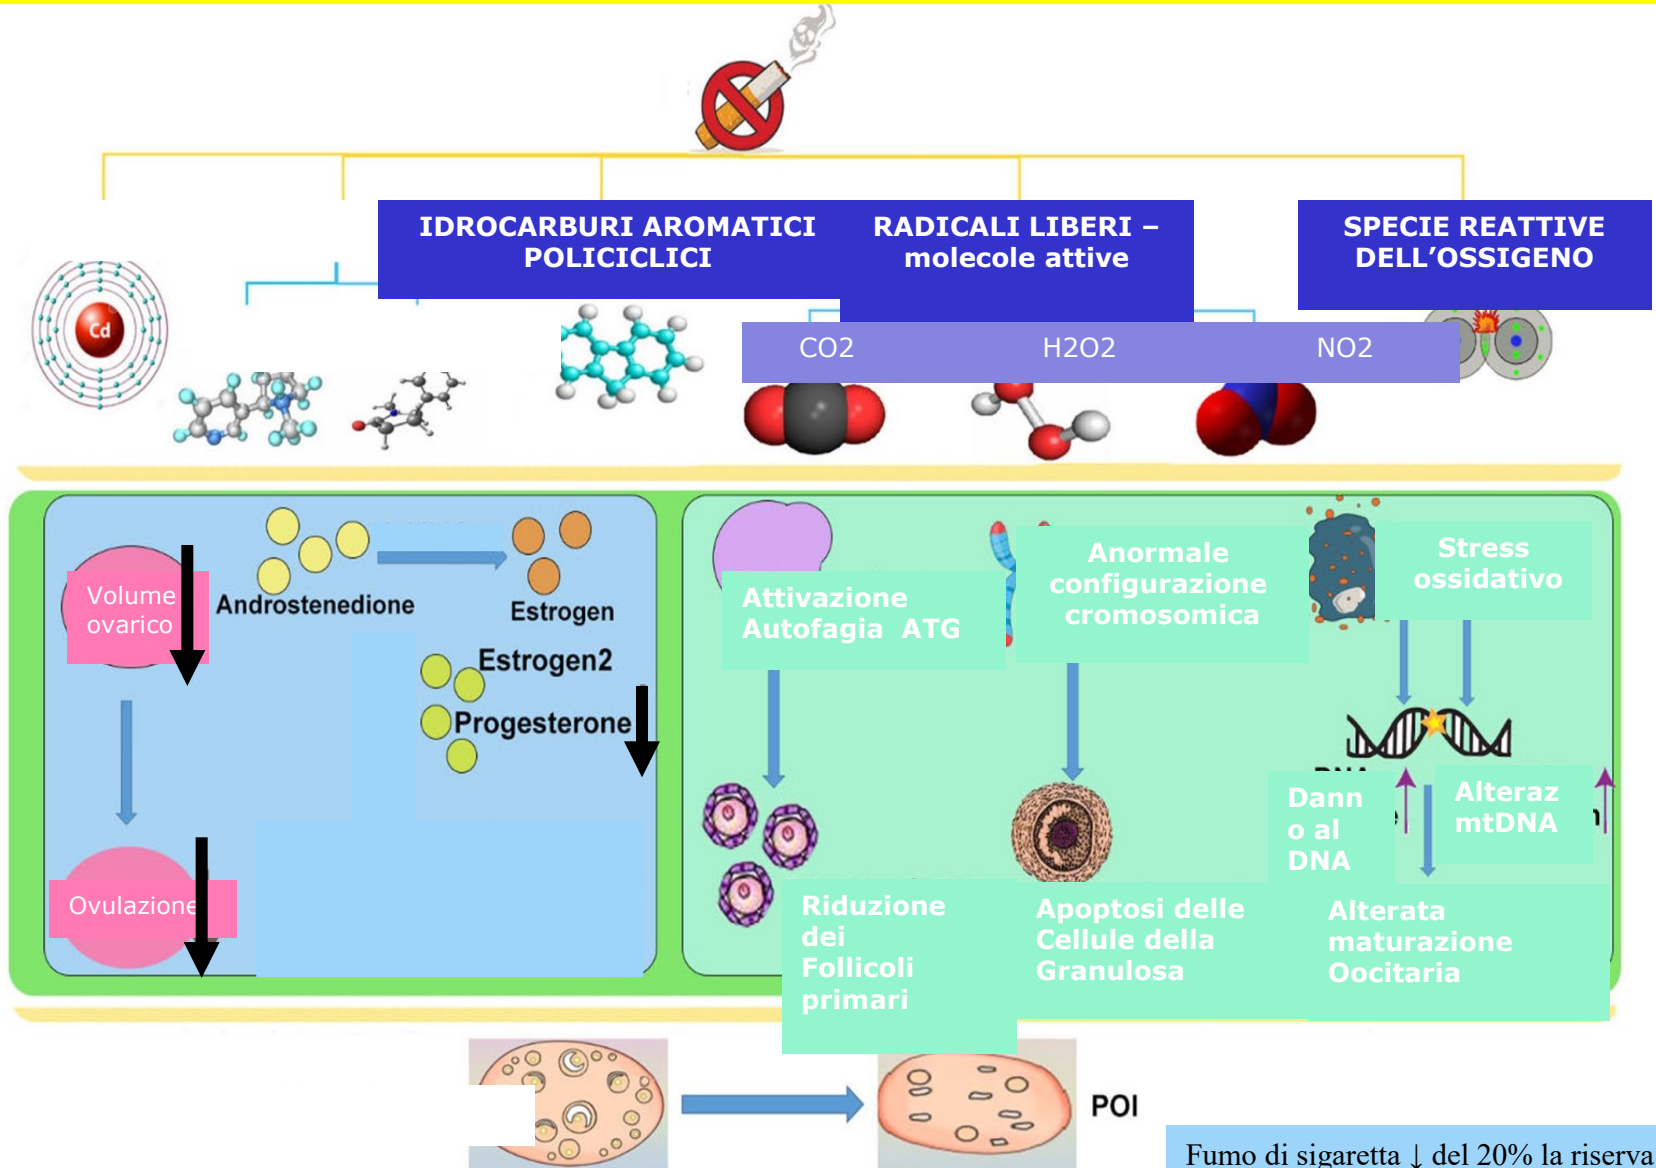 IDROCARBURI AROMATICI
POLICICLICI
RADICALI LIBERI –
molecole attive
SPECIE REATTIVE
DELL’OSSIGENO
Cd
CO2
H2O2
NO2
Volume
ovarico
Androstenedione
Estrogen
Estrogen2
Progesterone
Ovulazione
Attivazione
Autofagia ATG
Anormale
configurazione
cromosomica
Stress
ossidativo
Dann
o al
DNA
Alteraz
mtDNA
Riduzione
dei
Follicoli
primari
Apoptosi delle
Cellule della
Granulosa
Alterata
maturazione
Oocitaria
POI
Fumo di sigaretta ↓ del 20% la riserva